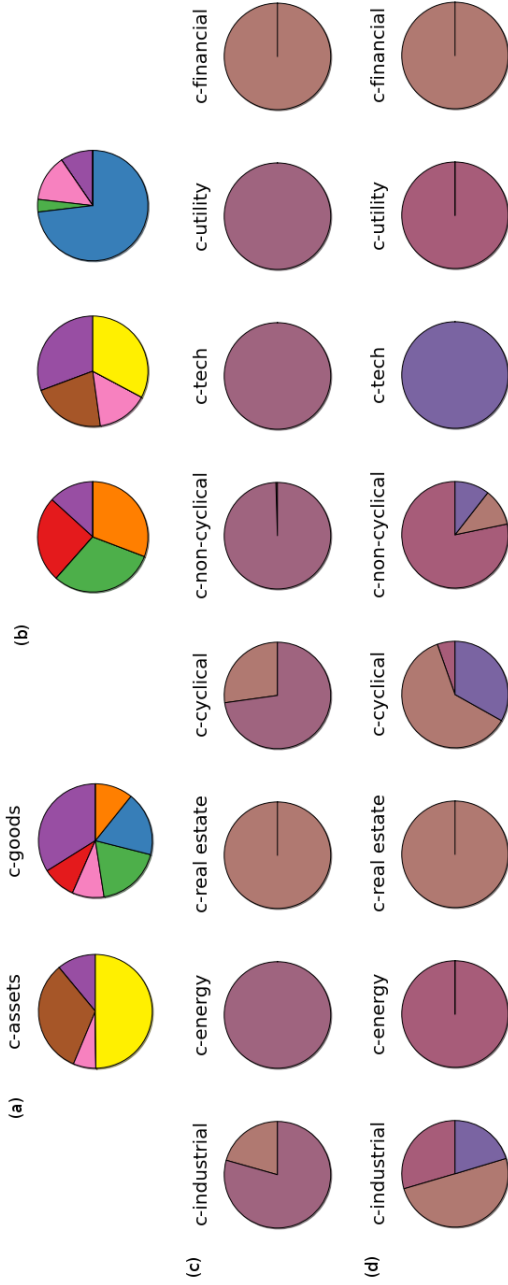 (a)
c-assets
c-goods
(b)
(c)
c-industrial
c-energy
c-real estate
c-cyclical
c-non-cyclical
c-tech
c-utility
c-financial
(d)
c-industrial
c-energy
c-real estate
c-cyclical
c-non-cyclical
c-tech
c-utility
c-financial